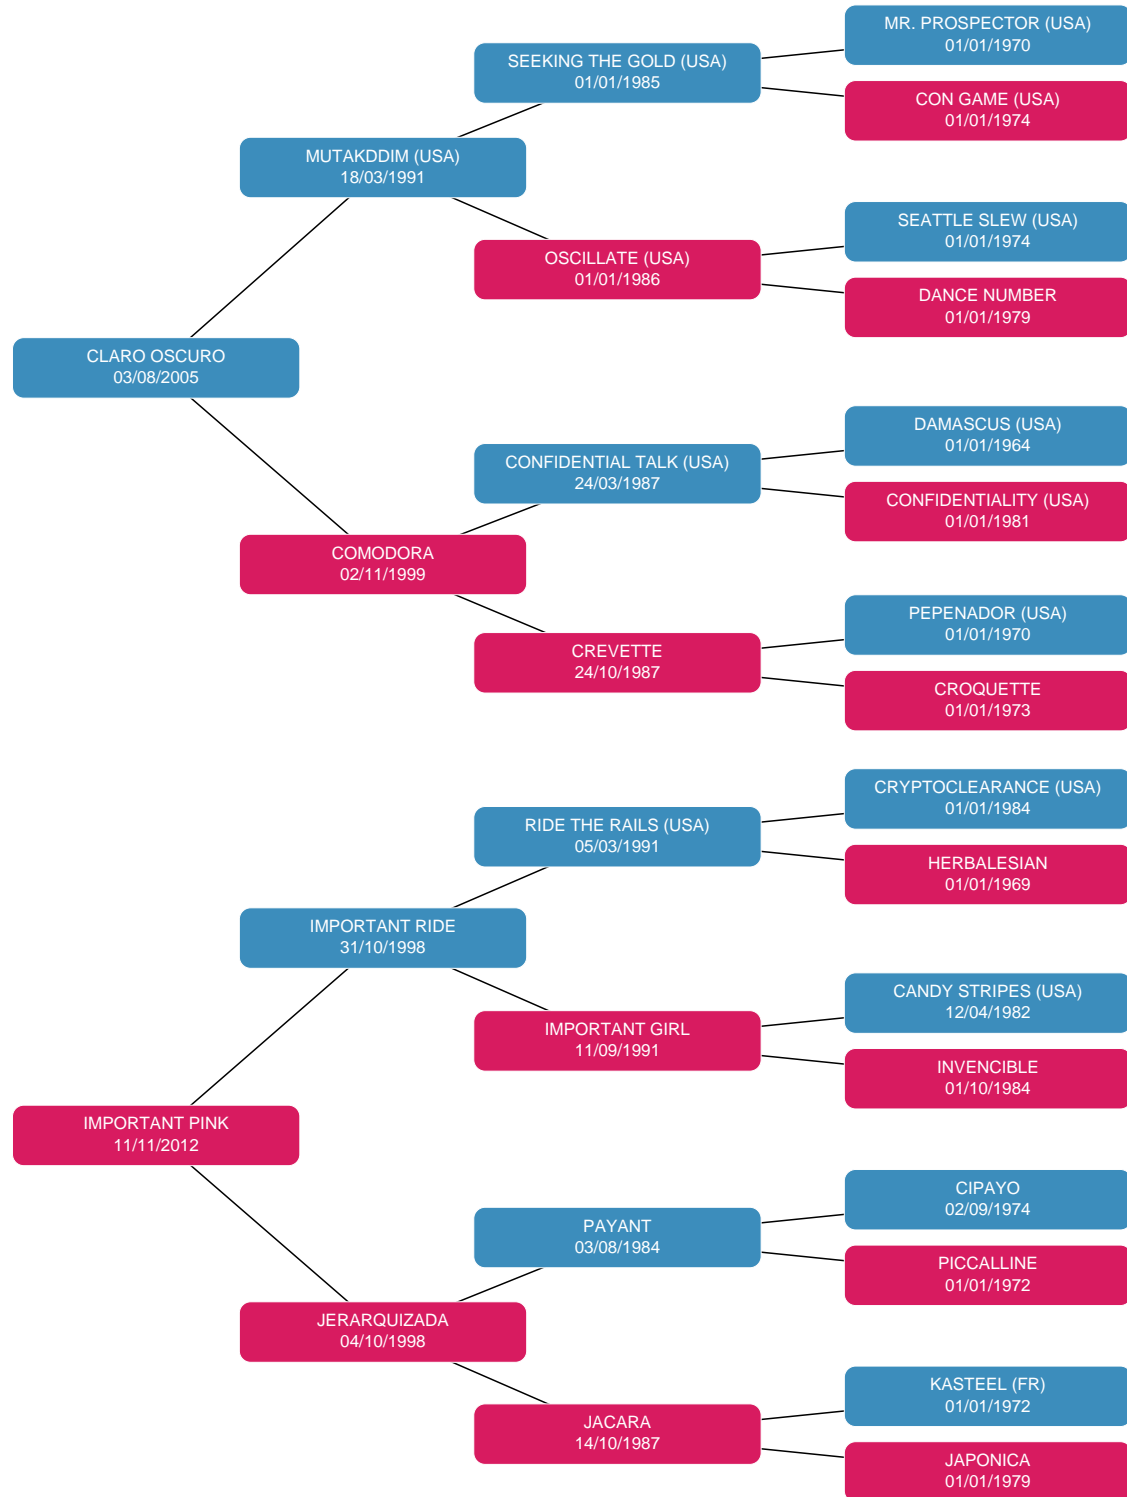 MR. PROSPECTOR (USA)
01/01/1970
SEEKING THE GOLD (USA)
01/01/1985
CON GAME (USA)
01/01/1974
MUTAKDDIM (USA)
18/03/1991
SEATTLE SLEW (USA)
01/01/1974
OSCILLATE (USA)
01/01/1986
DANCE NUMBER
01/01/1979
CLARO OSCURO
03/08/2005
DAMASCUS (USA)
01/01/1964
CONFIDENTIAL TALK (USA)
24/03/1987
CONFIDENTIALITY (USA)
01/01/1981
COMODORA
02/11/1999
PEPENADOR (USA)
01/01/1970
CREVETTE
24/10/1987
CROQUETTE
01/01/1973
CRYPTOCLEARANCE (USA)
01/01/1984
RIDE THE RAILS (USA)
05/03/1991
HERBALESIAN
01/01/1969
IMPORTANT RIDE
31/10/1998
CANDY STRIPES (USA)
12/04/1982
IMPORTANT GIRL
11/09/1991
INVENCIBLE
01/10/1984
IMPORTANT PINK
11/11/2012
CIPAYO
02/09/1974
PAYANT
03/08/1984
PICCALLINE
01/01/1972
JERARQUIZADA
04/10/1998
KASTEEL (FR)
01/01/1972
JACARA
14/10/1987
JAPONICA
01/01/1979